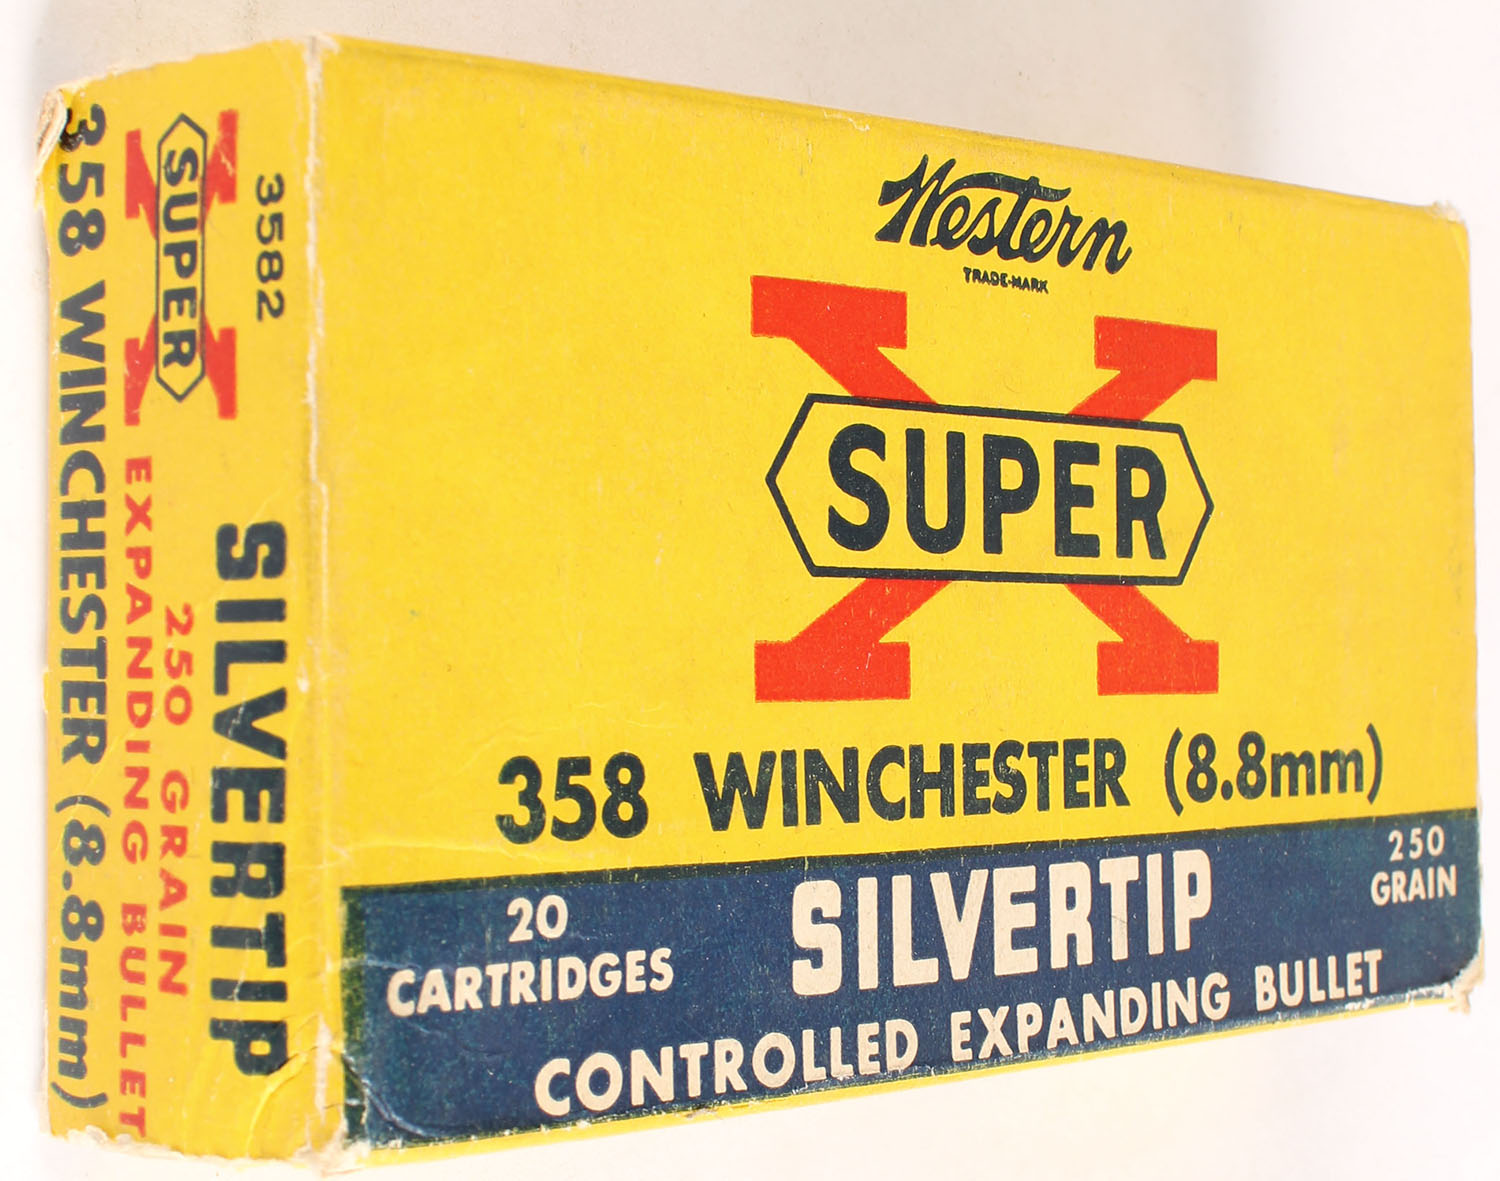 Western
TRADE-MARK
X
SUPER
358 WINCHESTER (8.8mm)
20
CARTRIDGES
SILVERTIP
250
GRAIN
CONTROLLED EXPANDING BULLET
3582
X
SUPER
SILVERTIP
250 GRAIN
EXPANDING BULLET
358 WINCHESTER (8.8mm)